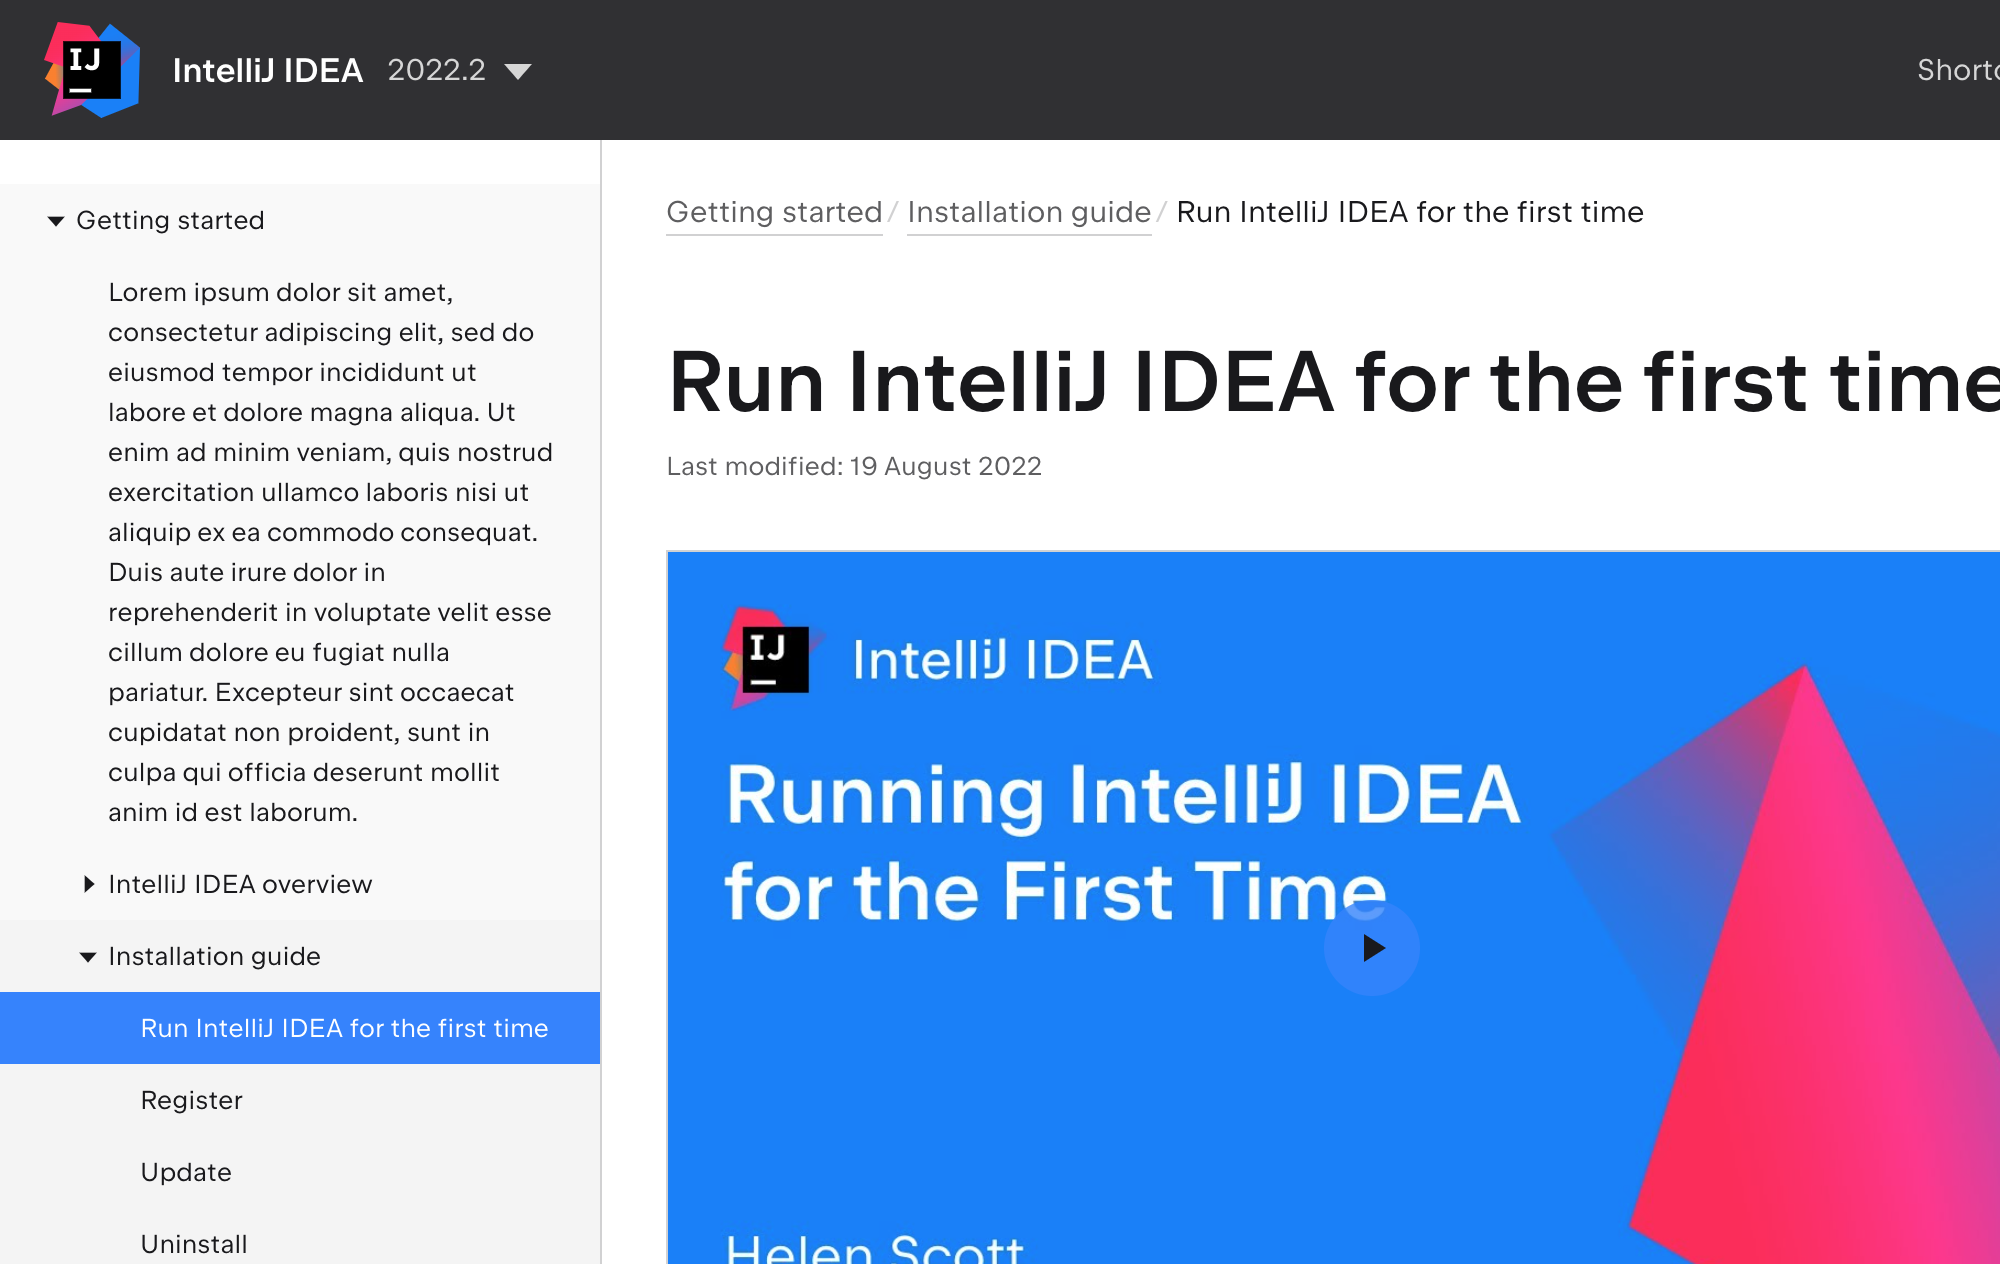 IJ
IntelliJ IDEA 2022.2
Getting started
Lorem ipsum dolor sit amet,
consectetur adipiscing elit, sed do
eiusmod tempor incididunt ut
labore et dolore magna aliqua. Ut
enim ad minim veniam, quis nostrud
exercitation ullamco laboris nisi ut
aliquip ex ea commodo consequat.
Duis aute irure dolor in
reprehenderit in voluptate velit esse
cillum dolore eu fugiat nulla
pariatur. Excepteur sint occaecat
cupidatat non proident, sunt in
culpa qui officia deserunt mollit
anim id est laborum.
IntelliJ IDEA overview
Installation guide
Run IntelliJ IDEA for the first time
Register
Update
Uninstall
Getting started / Installation guide / Run IntelliJ IDEA for the first time
Run IntelliJ IDEA for the first time
Last modified: 19 August 2022
IJ
IntelliJ IDEA
Running IntelliJ IDEA
for the First Time
Helen Scott